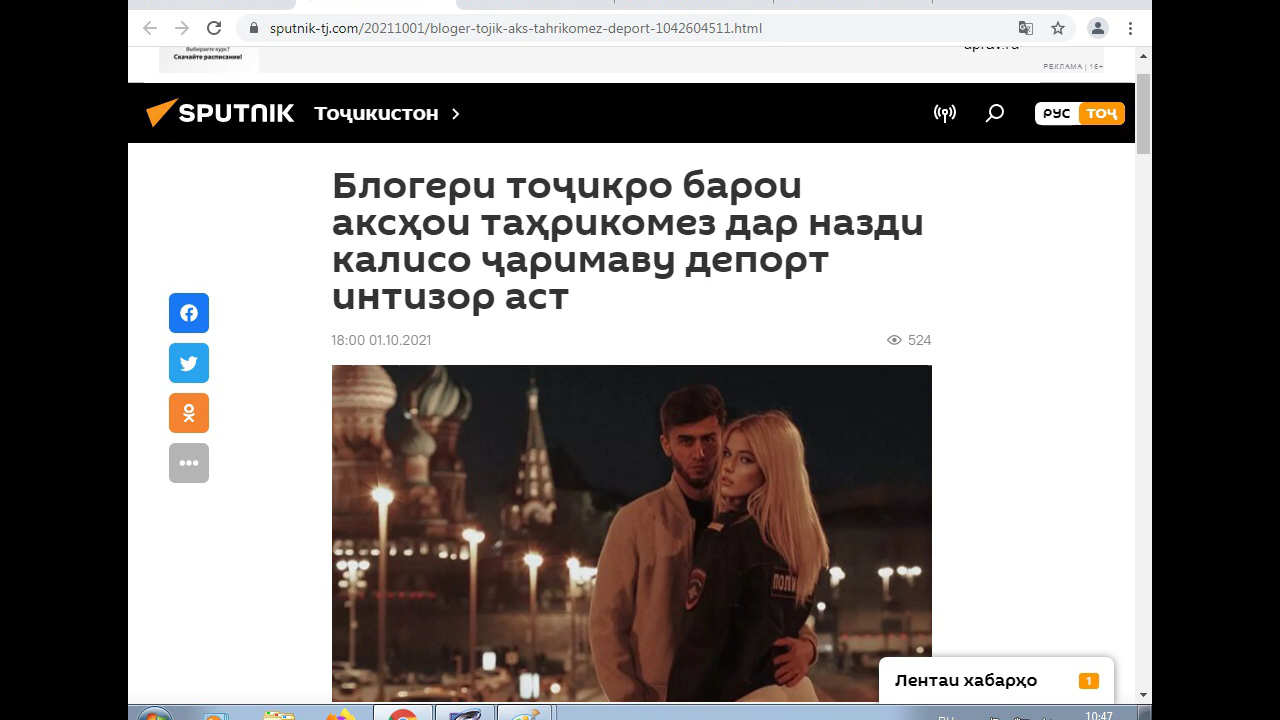 sputnik-tj.com/20211001/bloger-tojik-aks-tahrikomez-deport-1042604511.html
Выбираете курс?
Скачайте расписание!
РЕКЛАМА | 16+
SPUTNIK Тоҷикистон
РУС ТОҶ
Блогери тоҷикро барои
аксҳои таҳрикомез дар назди
калисо ҷаримаву депорт
интизор аст
18:00 01.10.2021
524
ПОЛИ
Лентаи хабарҳо 1
10:47